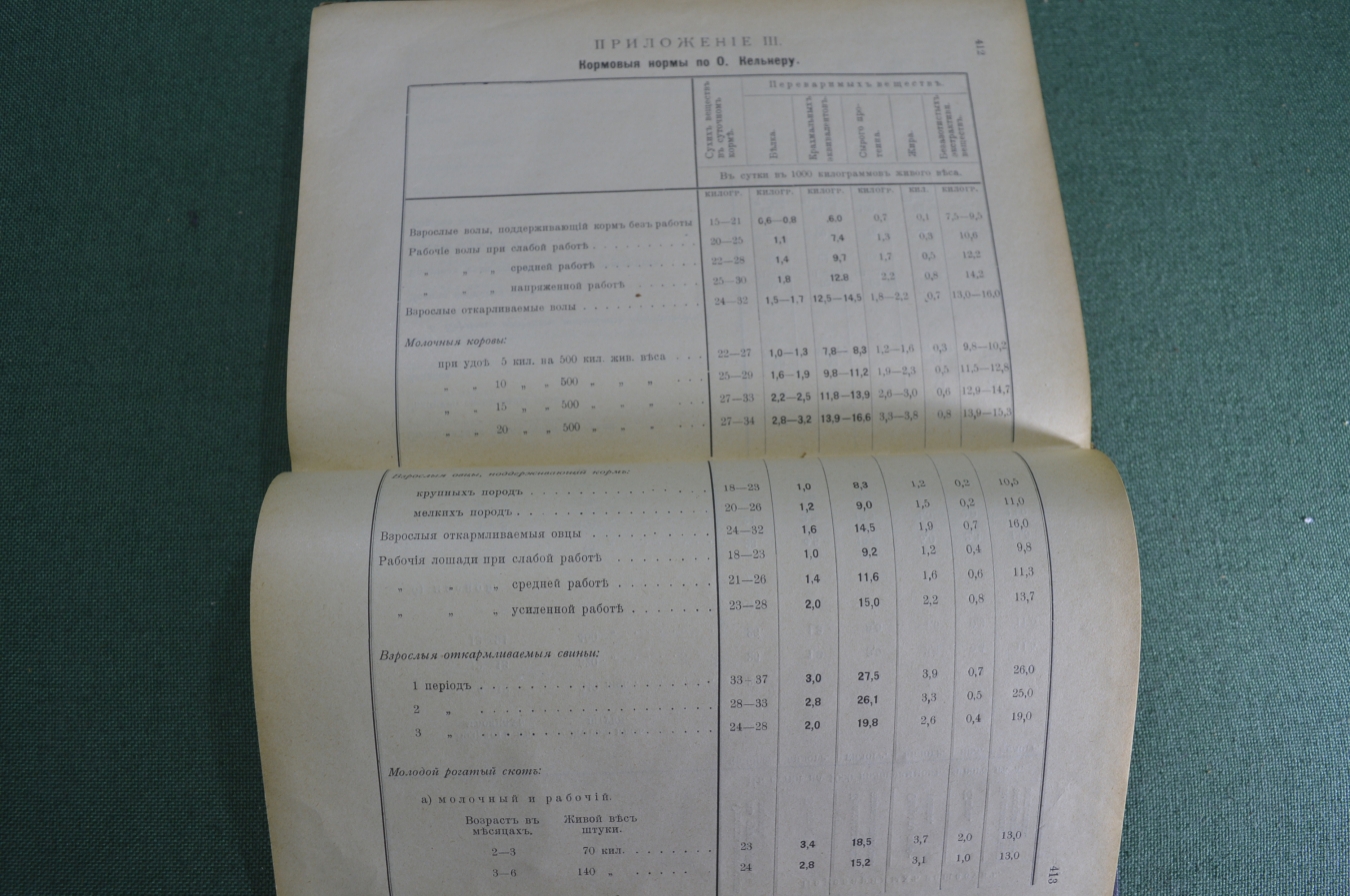 412
ПРИЛОЖЕНІЕ III.
Кормовыя нормы по О. Кельнеру.
Сухихъ веществъ въ суточномъ кормѣ.
Переваримыхъ веществъ.
Бѣлка.
Крахмальныхъ эквивалентовъ.
Сырого протеина.
Жира.
Безазотистыхъ экстрактивн. веществъ.
Въ сутки въ 1000 килограммовъ живого вѣса.
килогр. килогр. килогр. килогр. кил. килогр.
Взрослые волы, поддерживающій кормъ безъ работы 15—21 0,6—0,8 6,0 0,7 0,1 7,5—9,5
Рабочіе волы при слабой работѣ . . . . . . . . . 20—25 1,1 7,4 1,3 0,3 10,6
„ „ „ средней работѣ . . . . . . . . 22—28 1,4 9,7 1,7 0,5 12,2
„ „ „ напряженной работѣ . . . . . . 25—30 1,8 12,8 2,2 0,8 14,2
Взрослые откармливаемые волы . . . . . . . . . . 24—32 1,5—1,7 12,5—14,5 1,8—2,2 0,7 13,0—16,0
Молочныя коровы:
при удоѣ 5 кил. на 500 кил. жив. вѣса . . . 22—27 1,0—1,3 7,8—8,3 1,2—1,6 0,3 9,8—10,2
„ „ 10 „ „ 500 „ „ „ . . . 25—29 1,6—1,9 9,8—11,2 1,9—2,3 0,5 11,5—12,8
„ „ 15 „ „ 500 „ „ „ . . . 27—33 2,2—2,5 11,8—13,9 2,6—3,0 0,6 12,9—14,7
„ „ 20 „ „ 500 „ „ „ . . . 27—34 2,8—3,2 13,9—16,6 3,3—3,8 0,8 13,9—15,3
Взрослыя овцы, поддерживающій кормъ:
крупныхъ породъ . . . . . . . . . . . . . . 18—23 1,0 8,3 1,2 0,2 10,5
мелкихъ породъ . . . . . . . . . . . . . . . 20—26 1,2 9,0 1,5 0,2 11,0
Взрослыя откармливаемыя овцы . . . . . . . . . . 24—32 1,6 14,5 1,9 0,7 16,0
Рабочія лошади при слабой работѣ . . . . . . . . 18—23 1,0 9,2 1,2 0,4 9,8
„ „ „ средней работѣ . . . . . . . 21—26 1,4 11,6 1,6 0,6 11,3
„ „ „ усиленной работѣ . . . . . . 23—28 2,0 15,0 2,2 0,8 13,7
Взрослыя откармливаемыя свиньи:
1 періодъ . . . . . . . . . . . . . . . . . . 33—37 3,0 27,5 3,9 0,7 26,0
2 „ . . . . . . . . . . . . . . . . . . 28—33 2,8 26,1 3,3 0,5 25,0
3 „ . . . . . . . . . . . . . . . . . . 24—28 2,0 19,8 2,6 0,4 19,0
Молодой рогатый скотъ:
а) молочный и рабочій.
Возрастъ въ мѣсяцахъ. Живой вѣсъ штуки.
2—3 70 кил. . . . . . . . 23 3,4 18,5 3,7 2,0 13,0
3—6 140 „ . . . . . . 24 2,8 15,2 3,1 1,0 13,0
413